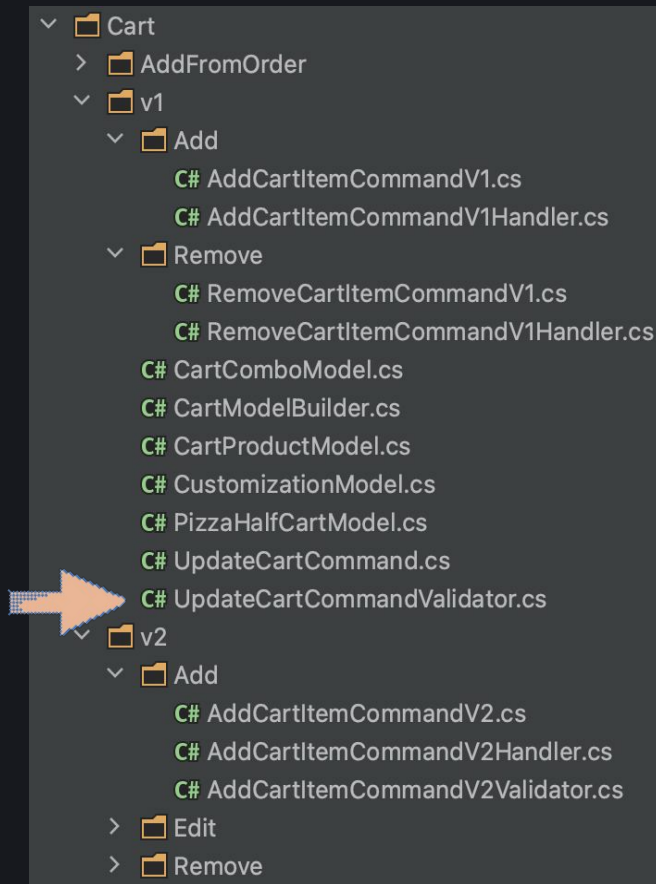 Cart
AddFromOrder
v1
Add
C# AddCartItemCommandV1.cs
C# AddCartItemCommandV1Handler.cs
Remove
C# RemoveCartItemCommandV1.cs
C# RemoveCartItemCommandV1Handler.cs
C# CartComboModel.cs
C# CartModelBuilder.cs
C# CartProductModel.cs
C# CustomizationModel.cs
C# PizzaHalfCartModel.cs
C# UpdateCartCommand.cs
C# UpdateCartCommandValidator.cs
v2
Add
C# AddCartItemCommandV2.cs
C# AddCartItemCommandV2Handler.cs
C# AddCartItemCommandV2Validator.cs
Edit
Remove